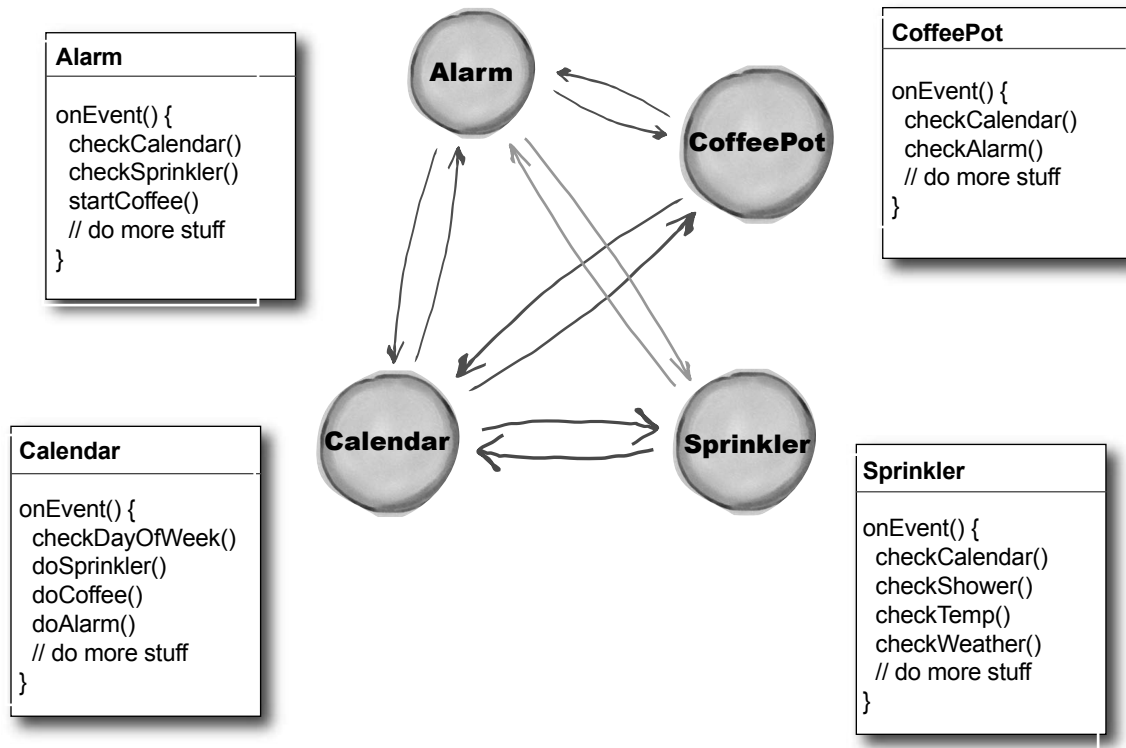 Alarm
onEvent() {
checkCalendar()
checkSprinkler()
startCoffee()
// do more stuff
}
Alarm
CoffeePot
CoffeePot
onEvent() {
checkCalendar()
checkAlarm()
// do more stuff
}
Calendar
Sprinkler
Calendar
onEvent() {
checkDayOfWeek()
doSprinkler()
doCoffee()
doAlarm()
// do more stuff
}
Sprinkler
onEvent() {
checkCalendar()
checkShower()
checkTemp()
checkWeather()
// do more stuff
}